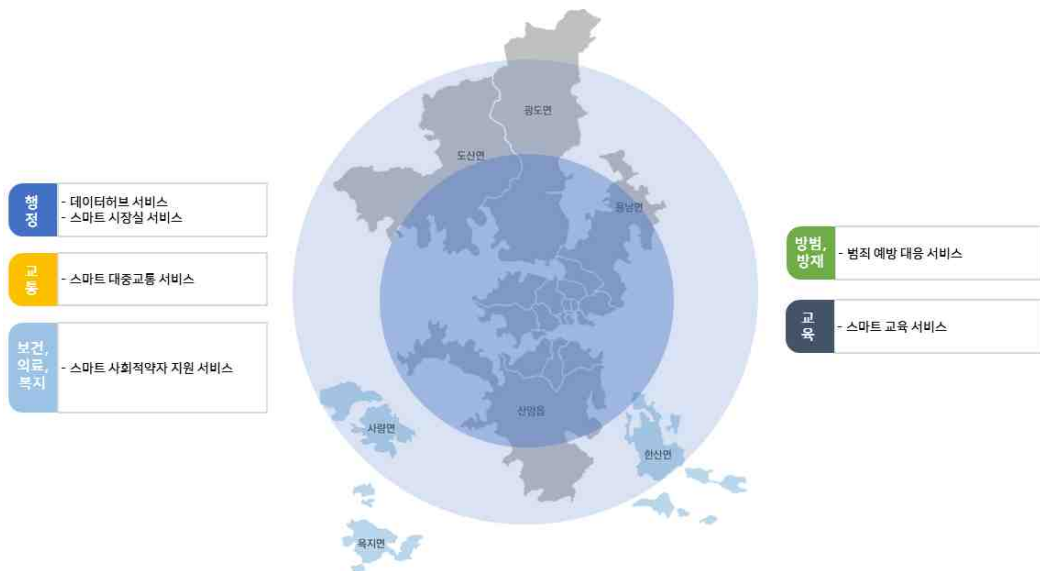 행
정
- 데이터허브 서비스
- 스마트 시장실 서비스
교
통
- 스마트 대중교통 서비스
보건,
의료,
복지
- 스마트 사회적약자 지원 서비스
광도면
도산면
용남면
산양읍
사량면
한산면
욕지면
방범,
방재
- 범죄 예방 대응 서비스
교
육
- 스마트 교육 서비스